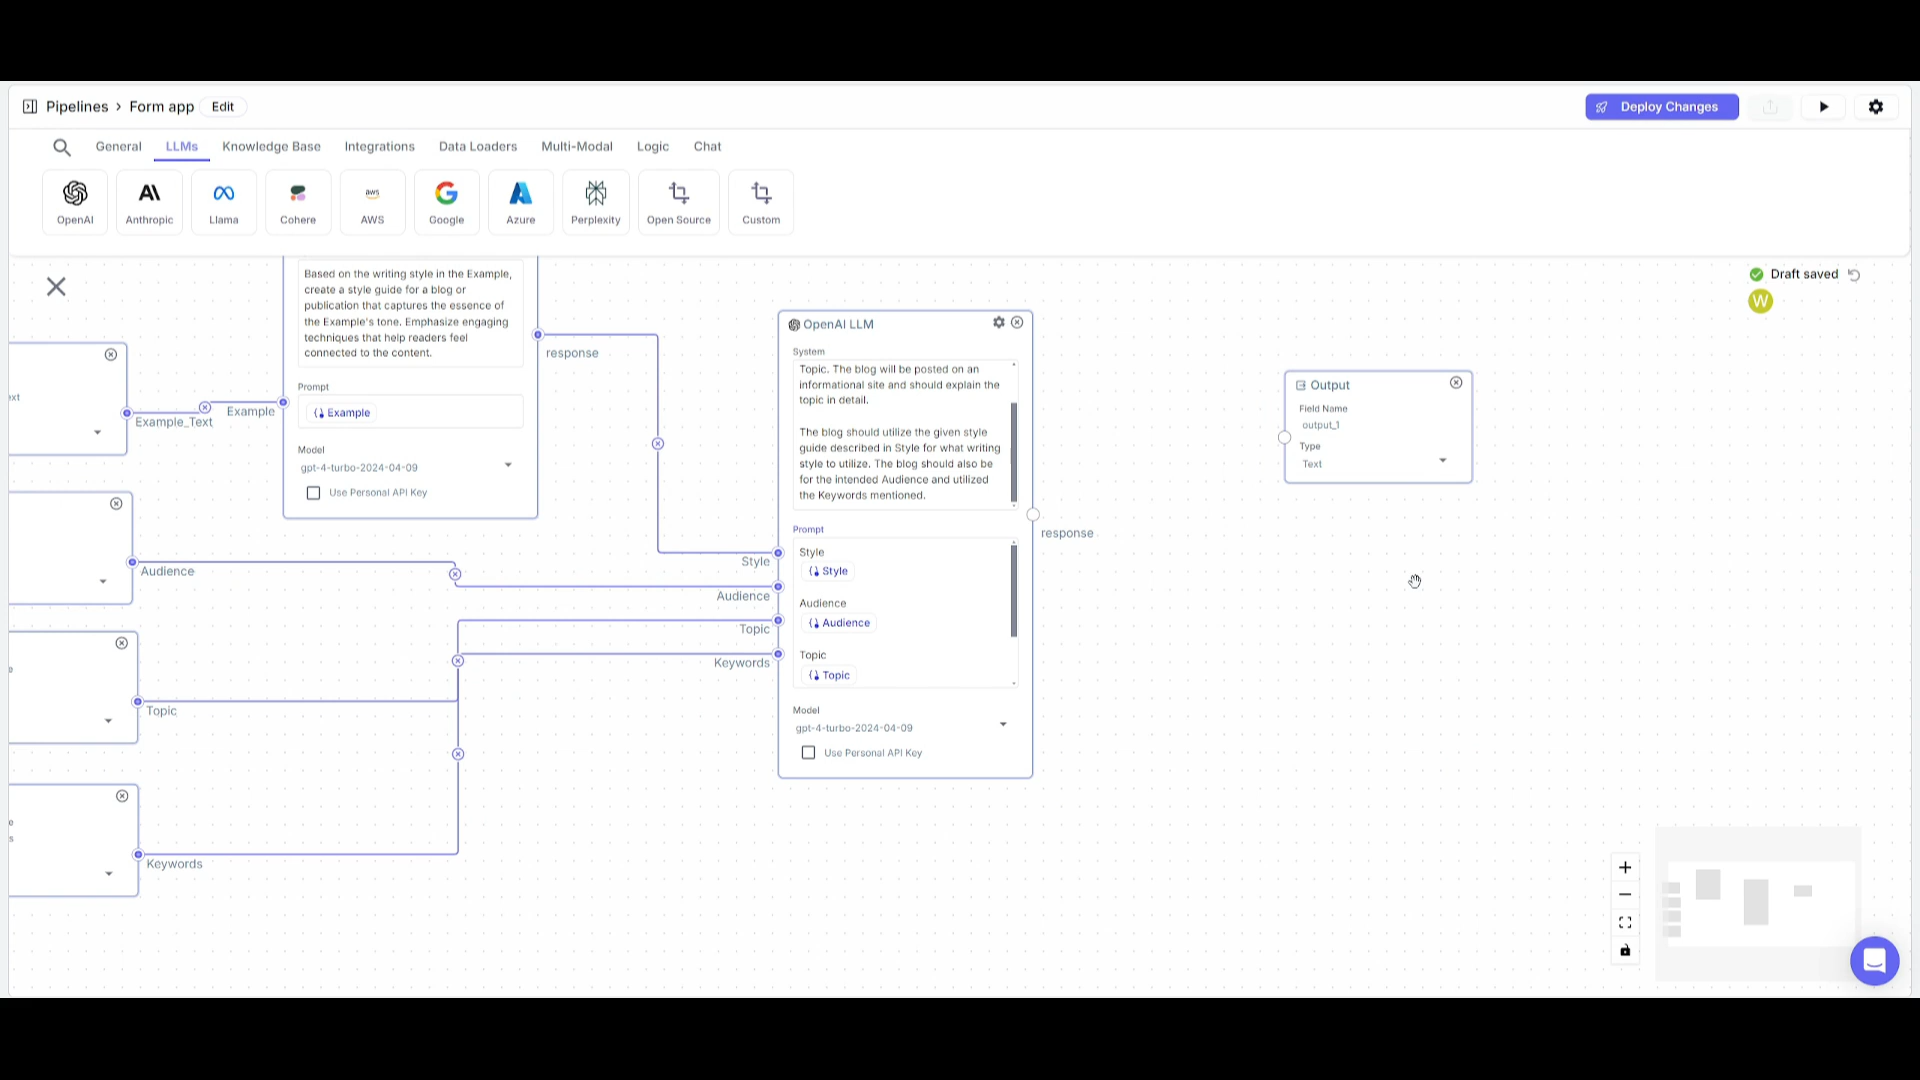 Pipelines > Form app Edit
Deploy Changes
General LLMs Knowledge Base Integrations Data Loaders Multi-Modal Logic Chat
OpenAI Anthropic Llama Cohere aws AWS Google Azure Perplexity Open Source Custom
Draft saved
W
Based on the writing style in the Example,
create a style guide for a blog or
publication that captures the essence of
the Example's tone. Emphasize engaging
techniques that help readers feel
connected to the content.
Prompt
Example
Model
gpt-4-turbo-2024-04-09
Use Personal API Key
response
Example_Text
Example
Audience
Topic
Keywords
OpenAI LLM
System
Topic. The blog will be posted on an
informational site and should explain the
topic in detail.
The blog should utilize the given style
guide described in Style for what writing
style to utilize. The blog should also be
for the intended Audience and utilized
the Keywords mentioned.
Prompt
Style
Style
Audience
Audience
Topic
Topic
Model
gpt-4-turbo-2024-04-09
Use Personal API Key
Style
Audience
Topic
Keywords
response
Output
Field Name
output_1
Type
Text